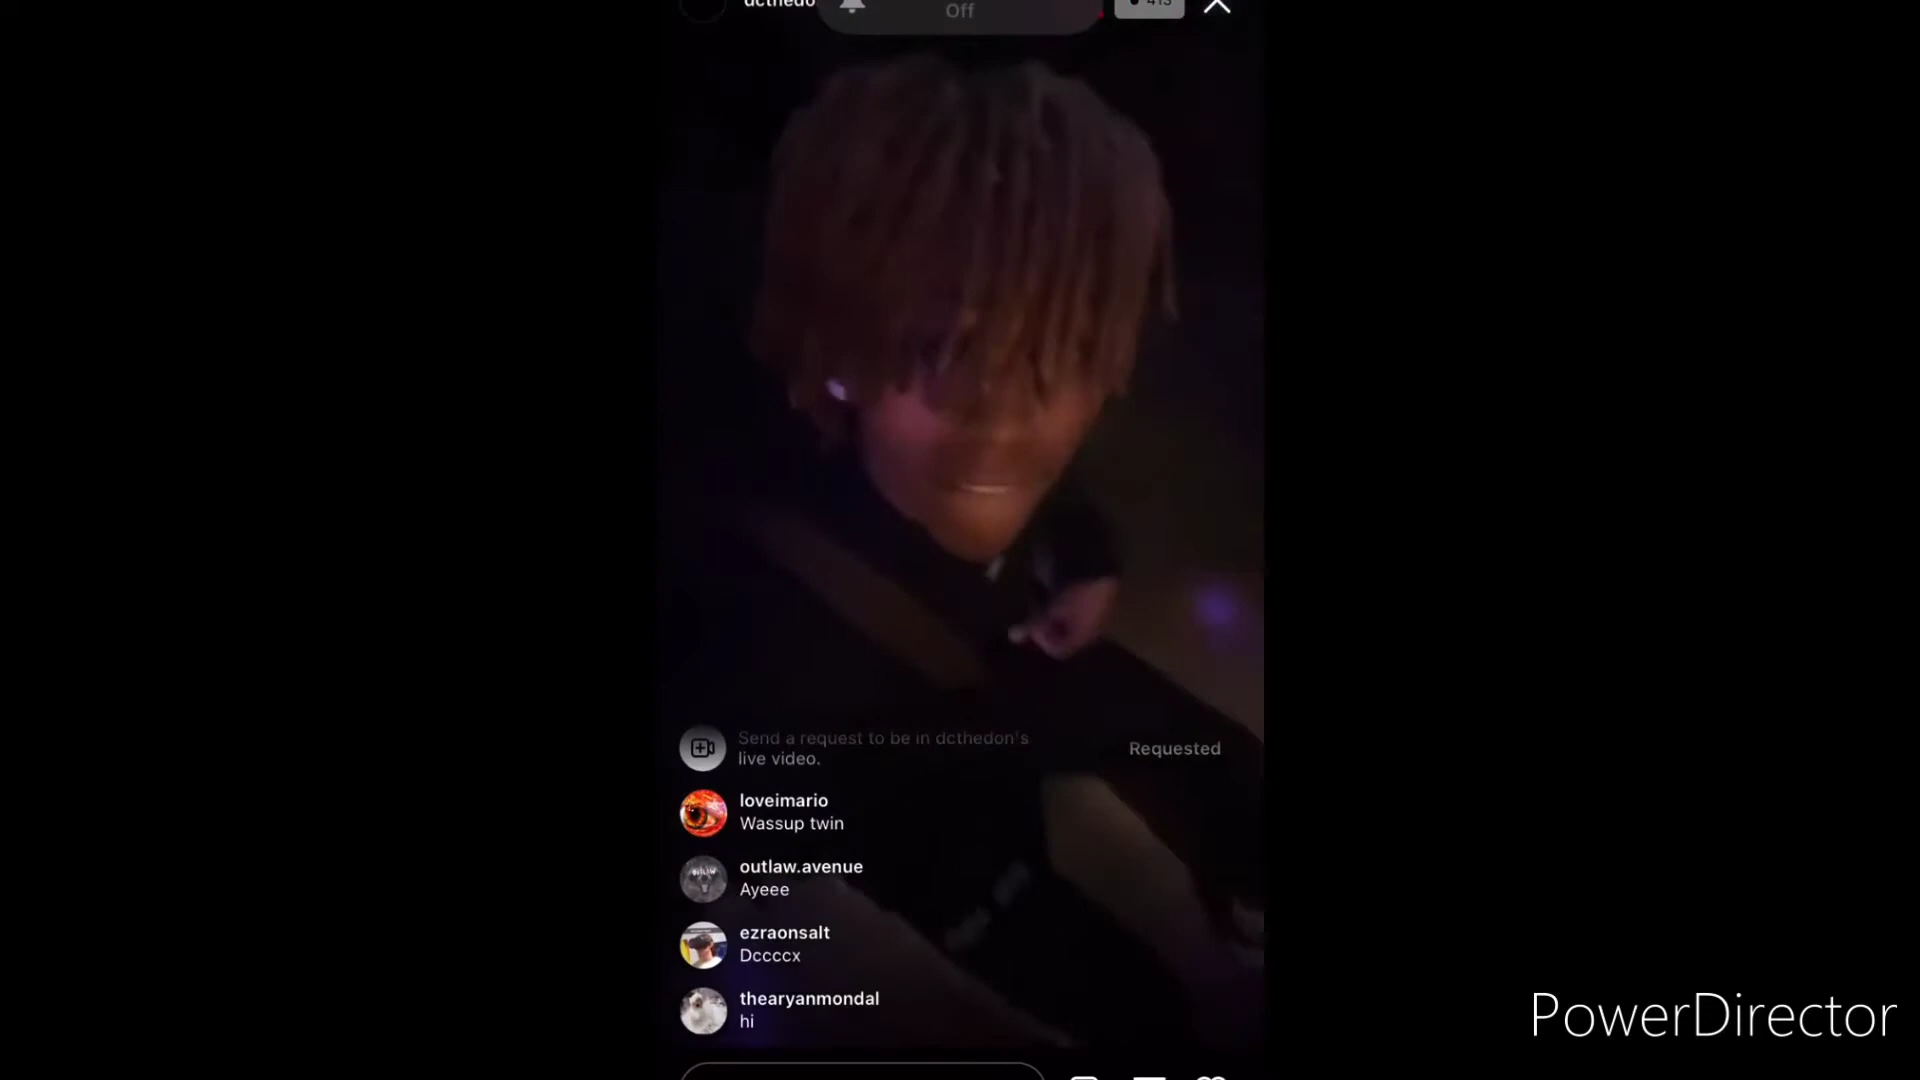 Off
Send a request to be in dcthedon's
live video.
Requested
loveimario
Wassup twin
outlaw.avenue
Ayeee
ezraonsalt
Dccccx
thearyanmondal
hi
PowerDirector